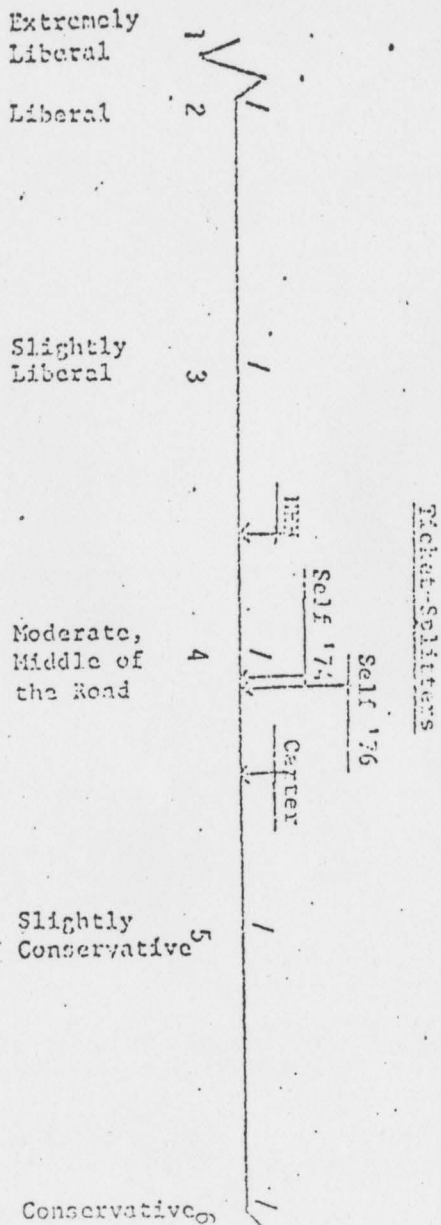 Ticket-Splitters
Self '76
Self '74
HHH
Carter
Extremely
Liberal
1
Liberal
2
Slightly
Liberal
3
Moderate,
Middle of
the Road
4
Slightly
Conservative
5
Conservative
6